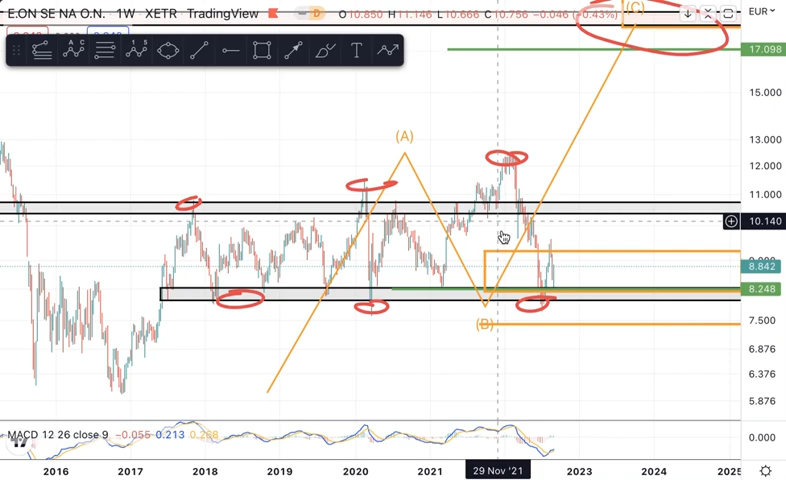 E.ON SE NA O.N. 1W XETR TradingView D O 10.850 H 11.146 L 10.666 C 10.756 −0.046 (−0.43%) (C) EUR
T
17.098
15.000
13.000
(A)
12.000
11.000
10.140
8.842
8.248
(B)
7.500
6.876
6.376
5.876
MACD 12 26 close 9 −0.055 0.213 0.268
0.000
2016 2017 2018 2019 2020 2021 29 Nov '21 2023 2024 2025